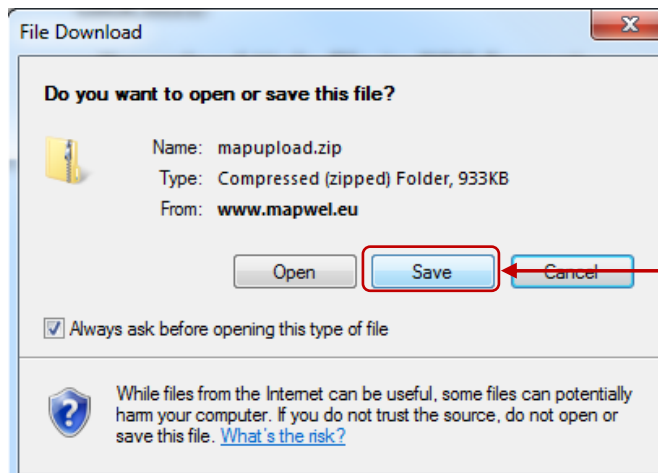 File Download
Do you want to open or save this file?
Name: mapupload.zip
Type: Compressed (zipped) Folder, 933KB
From: www.mapwel.eu
Open Save Cancel
Always ask before opening this type of file
While files from the Internet can be useful, some files can potentially
harm your computer. If you do not trust the source, do not open or
save this file. What's the risk?